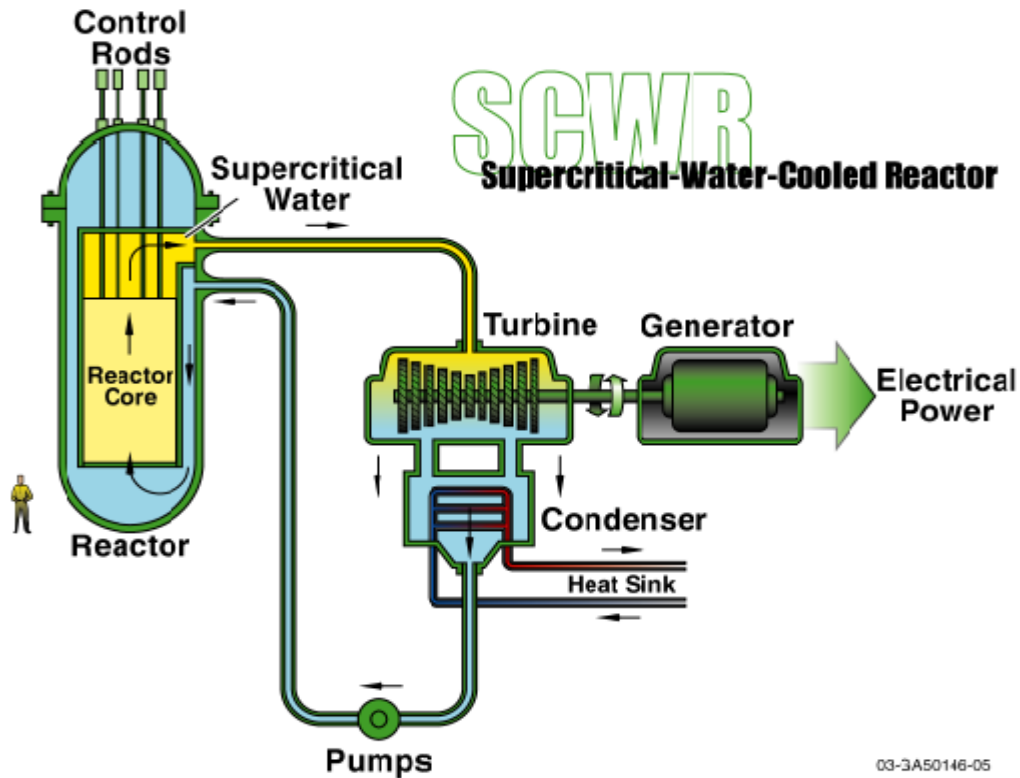 Control
Rods
SCWR
Supercritical-Water-Cooled Reactor
Supercritical
Water
Turbine
Generator
Reactor
Core
Electrical
Power
Reactor
Condenser
Heat Sink
Pumps
03-GA50146-05